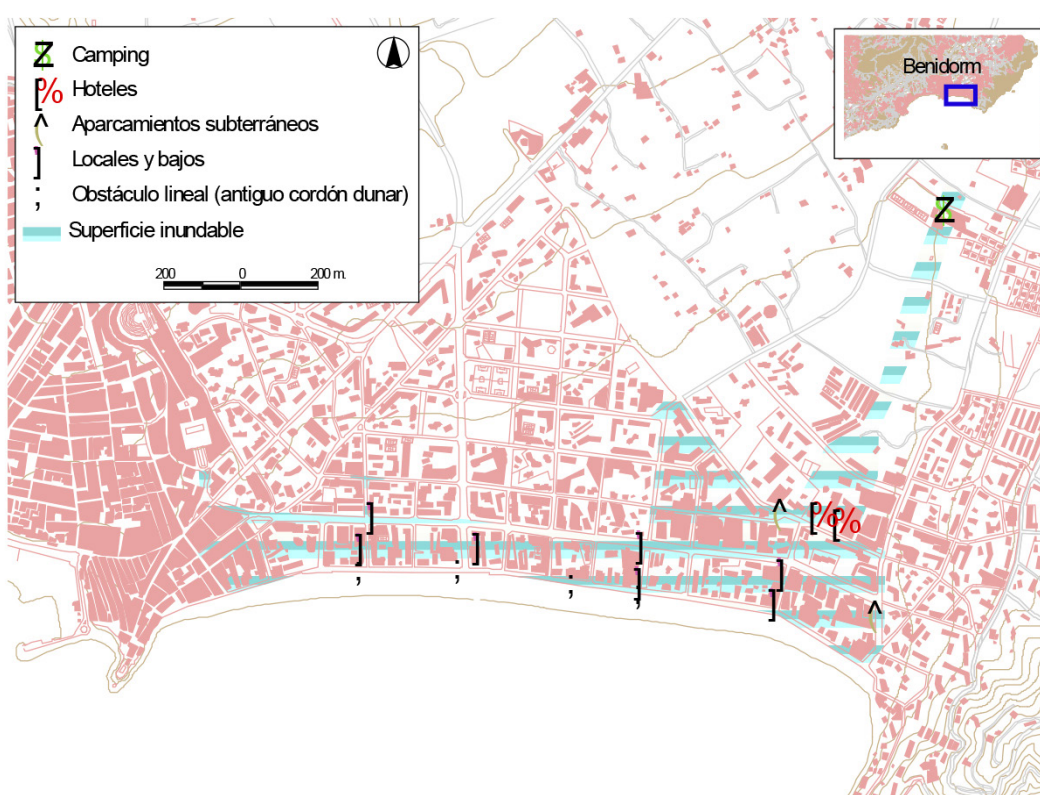 Camping
Hoteles
Aparcamientos subterráneos
Locales y bajos
Obstáculo lineal (antiguo cordón dunar)
Superficie inundable
200 0 200 m.
Benidorm